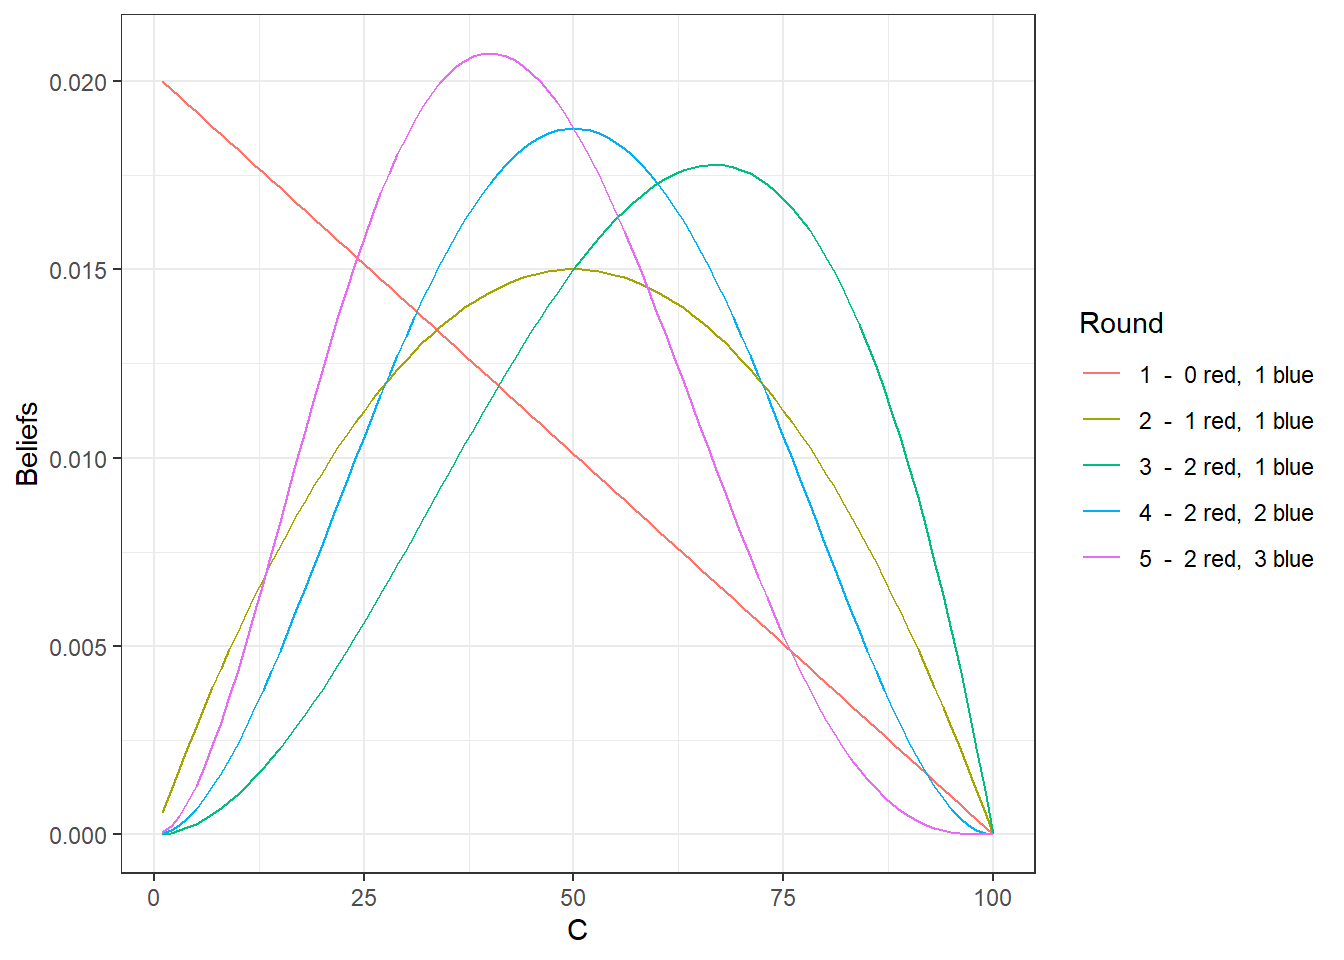 0.020
0.015
0.010
0.005
0.000
Beliefs
0
25
50
75
100
C
Round
1 - 0 red, 1 blue
2 - 1 red, 1 blue
3 - 2 red, 1 blue
4 - 2 red, 2 blue
5 - 2 red, 3 blue